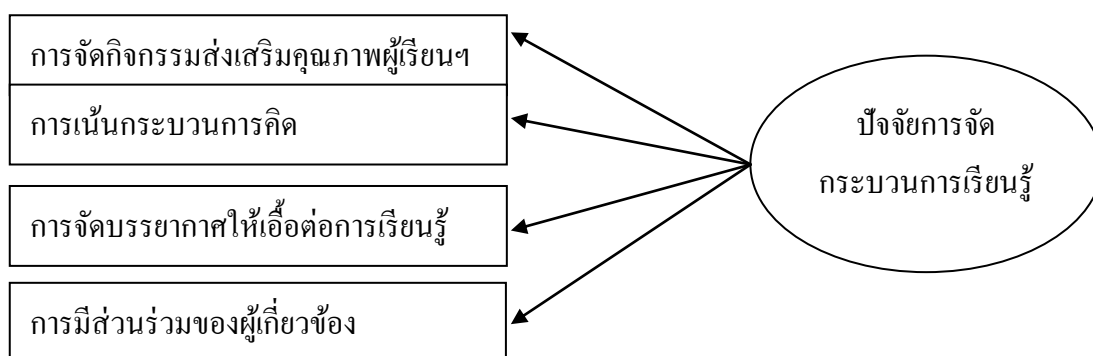 การจัดกิจกรรมส่งเสริมคุณภาพผู้เรียนฯ
การเน้นกระบวนการคิด
การจัดบรรยากาศให้เอื้อต่อการเรียนรู้
การมีส่วนร่วมของผู้เกี่ยวข้อง
ปัจจัยการจัด
กระบวนการเรียนรู้